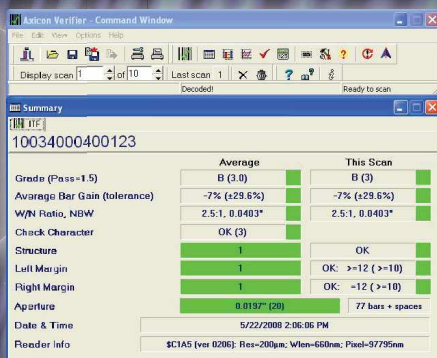 Axicon Verifier - Command Window
File Edit View Options Help
Display scan 1 of 10 Last scan 1
Decoded! Ready to scan
Summary
ITF
10034000400123
Average This Scan
Grade (Pass=1.5) B (3.0) B (3)
Average Bar Gain (tolerance) -7% (±29.6%) -7% (±29.6%)
W/N Ratio, NBW 2.5:1, 0.0403" 2.5:1, 0.0403"
Check Character OK (3)
Structure 1 OK
Left Margin 1 OK: >=12 ( >=10)
Right Margin 1 OK: =12 ( >=10)
Aperture 0.0197" (20) 77 bars + spaces
Date & Time 5/22/2008 2:06:06 PM
Reader Info $C1A5 (ver 0206): Res=200µm; Wlen=660nm; Pixel=97795nm